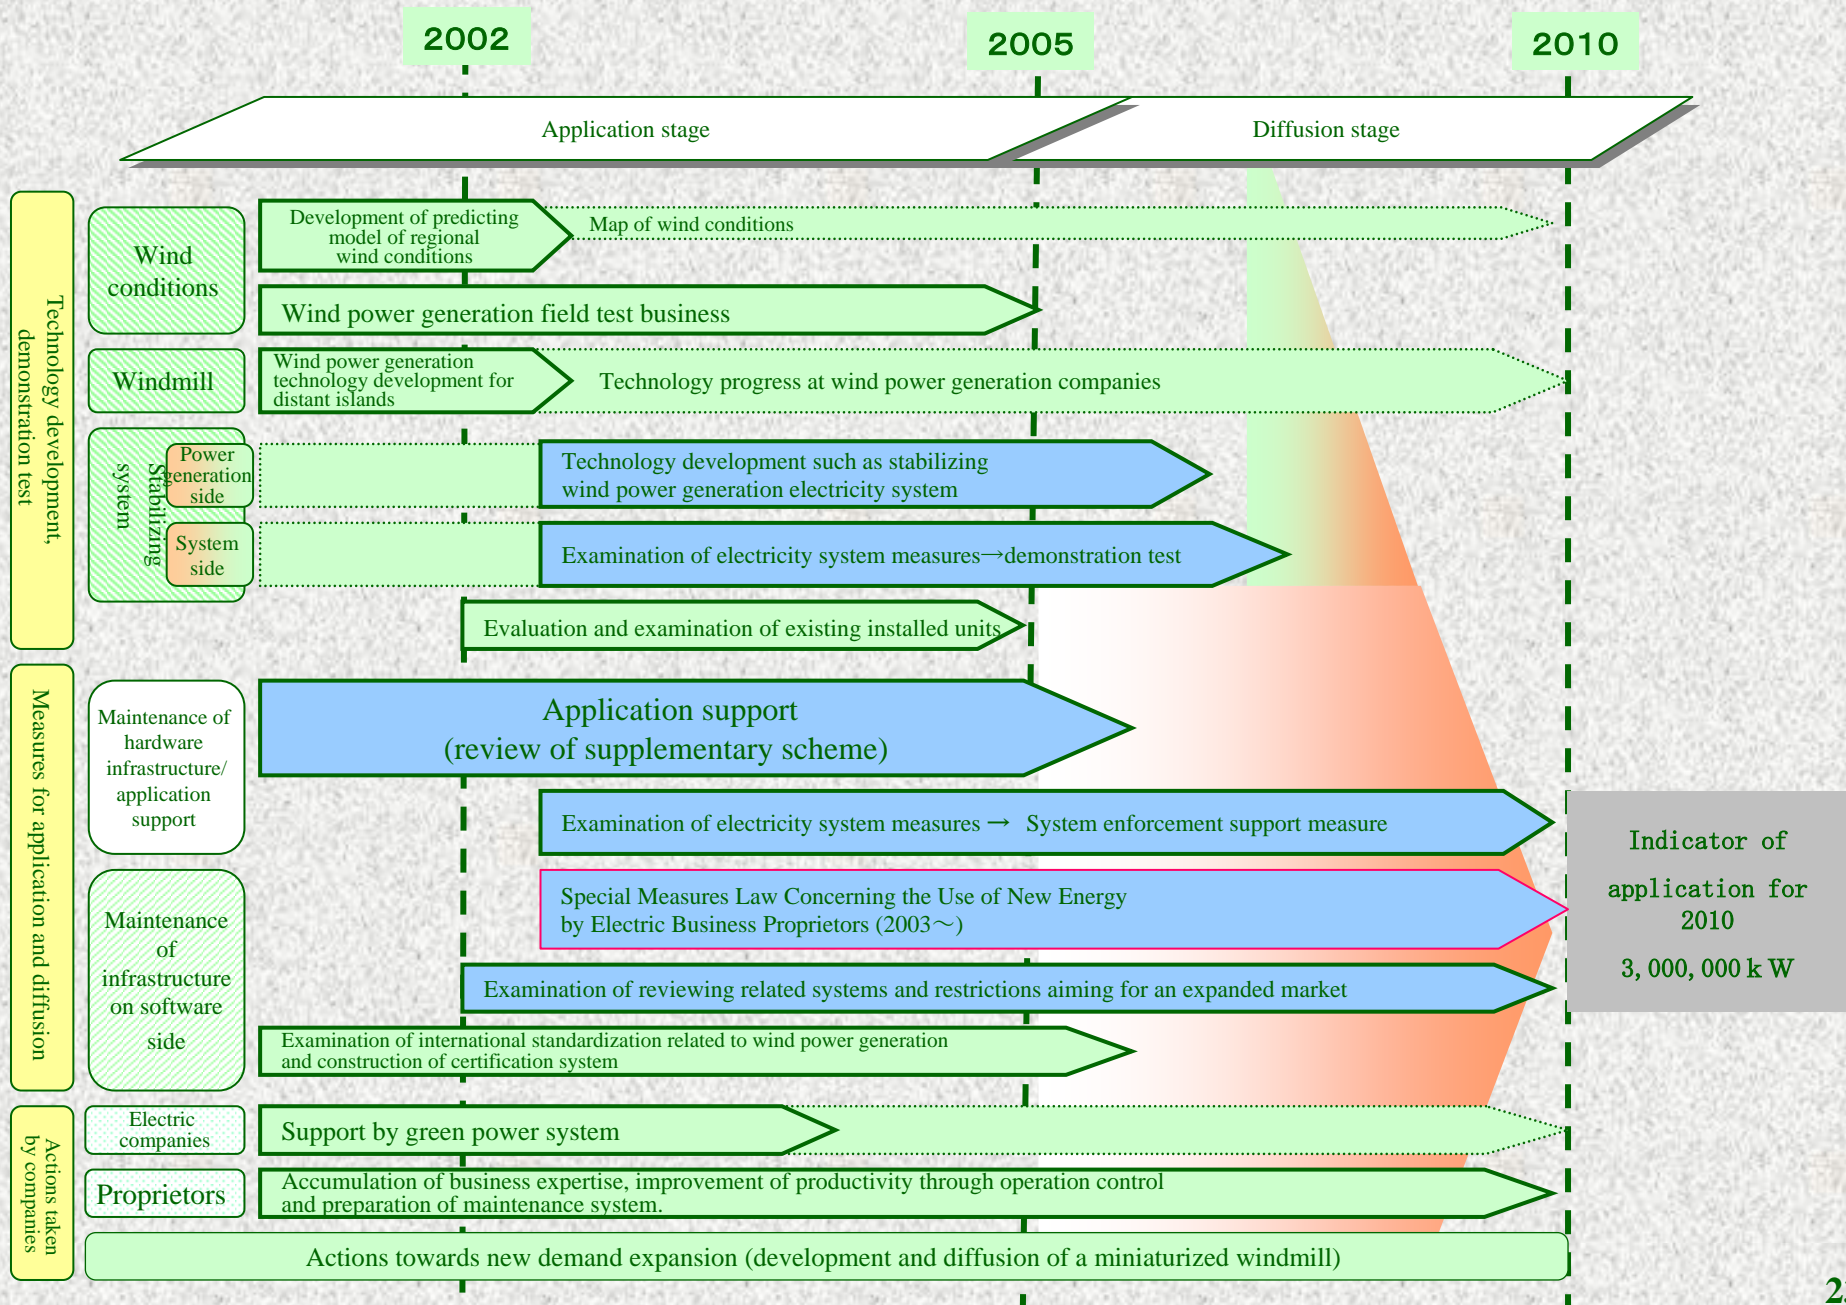 2002
2005
2010
Application stage
Diffusion stage
Technology development,
demonstration test
Wind
conditions
Development of predicting
model of regional
wind conditions
Map of wind conditions
Wind power generation field test business
Windmill
Wind power generation
technology development for
distant islands
Technology progress at wind power generation companies
Stabilizing
system
Power
generation
side
Technology development such as stabilizing
wind power generation electricity system
System
side
Examination of electricity system measures→demonstration test
Evaluation and examination of existing installed units
Measures for application and diffusion
Maintenance of
hardware
infrastructure/
application
support
Application support
(review of supplementary scheme)
Examination of electricity system measures → System enforcement support measure
Indicator of
application for
2010
3,000,000kW
Maintenance
of
infrastructure
on software
side
Special Measures Law Concerning the Use of New Energy
by Electric Business Proprietors (2003～)
Examination of reviewing related systems and restrictions aiming for an expanded market
Examination of international standardization related to wind power generation
and construction of certification system
Actions taken
by companies
Electric
companies
Support by green power system
Proprietors
Accumulation of business expertise, improvement of productivity through operation control
and preparation of maintenance system.
Actions towards new demand expansion (development and diffusion of a miniaturized windmill)